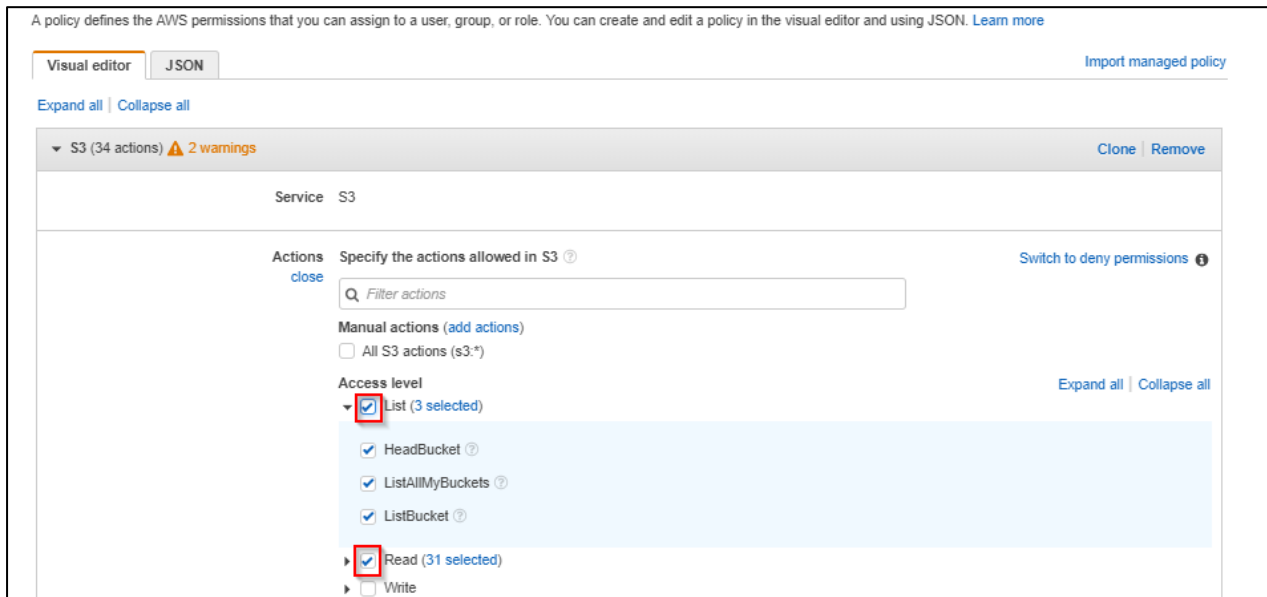 A policy defines the AWS permissions that you can assign to a user, group, or role. You can create and edit a policy in the visual editor and using JSON. Learn more
Visual editor JSON Import managed policy
Expand all | Collapse all
S3 (34 actions) 2 warnings Clone | Remove
Service S3
Actions Specify the actions allowed in S3 Switch to deny permissions
close
Filter actions
Manual actions (add actions)
All S3 actions (s3:*)
Access level Expand all | Collapse all
List (3 selected)
HeadBucket
ListAllMyBuckets
ListBucket
Read (31 selected)
Write